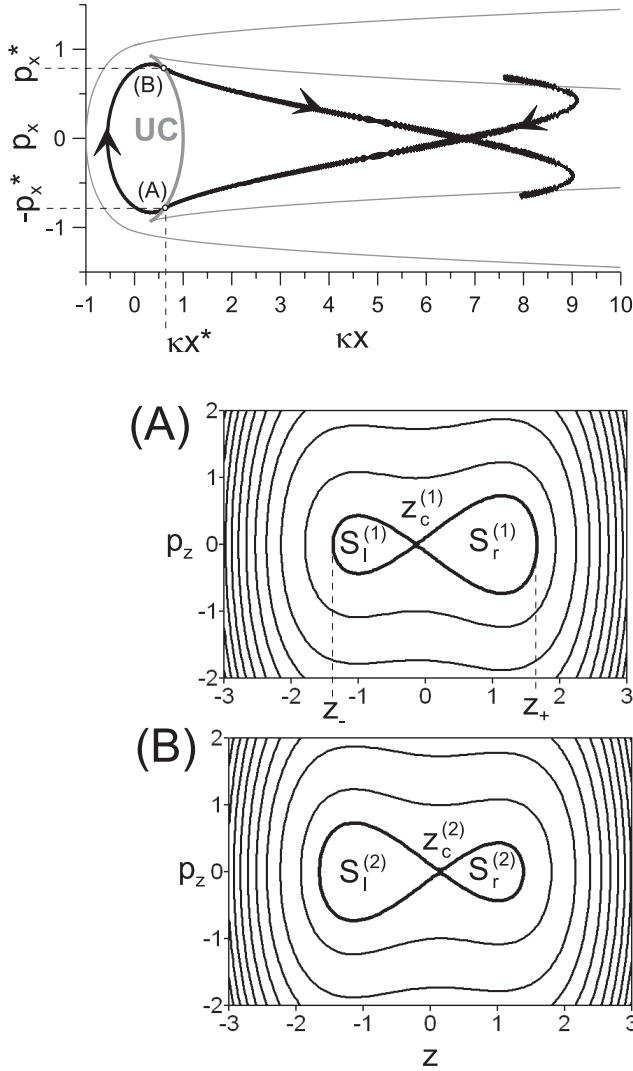 1
p_x^*
(B)
p_x
0
UC
(A)
-p_x^*
-1
-1 0 1 2 3 4 5 6 7 8 9 10
κx^*
κx
(A)
2
z_c^(1)
1
S_l^(1)
S_r^(1)
p_z
0
-1
-2
-3 -2 -1 0 1 2 3
z_-
z_+
(B)
2
z_c^(2)
1
S_l^(2)
S_r^(2)
p_z
0
-1
-2
-3 -2 -1 0 1 2 3
z